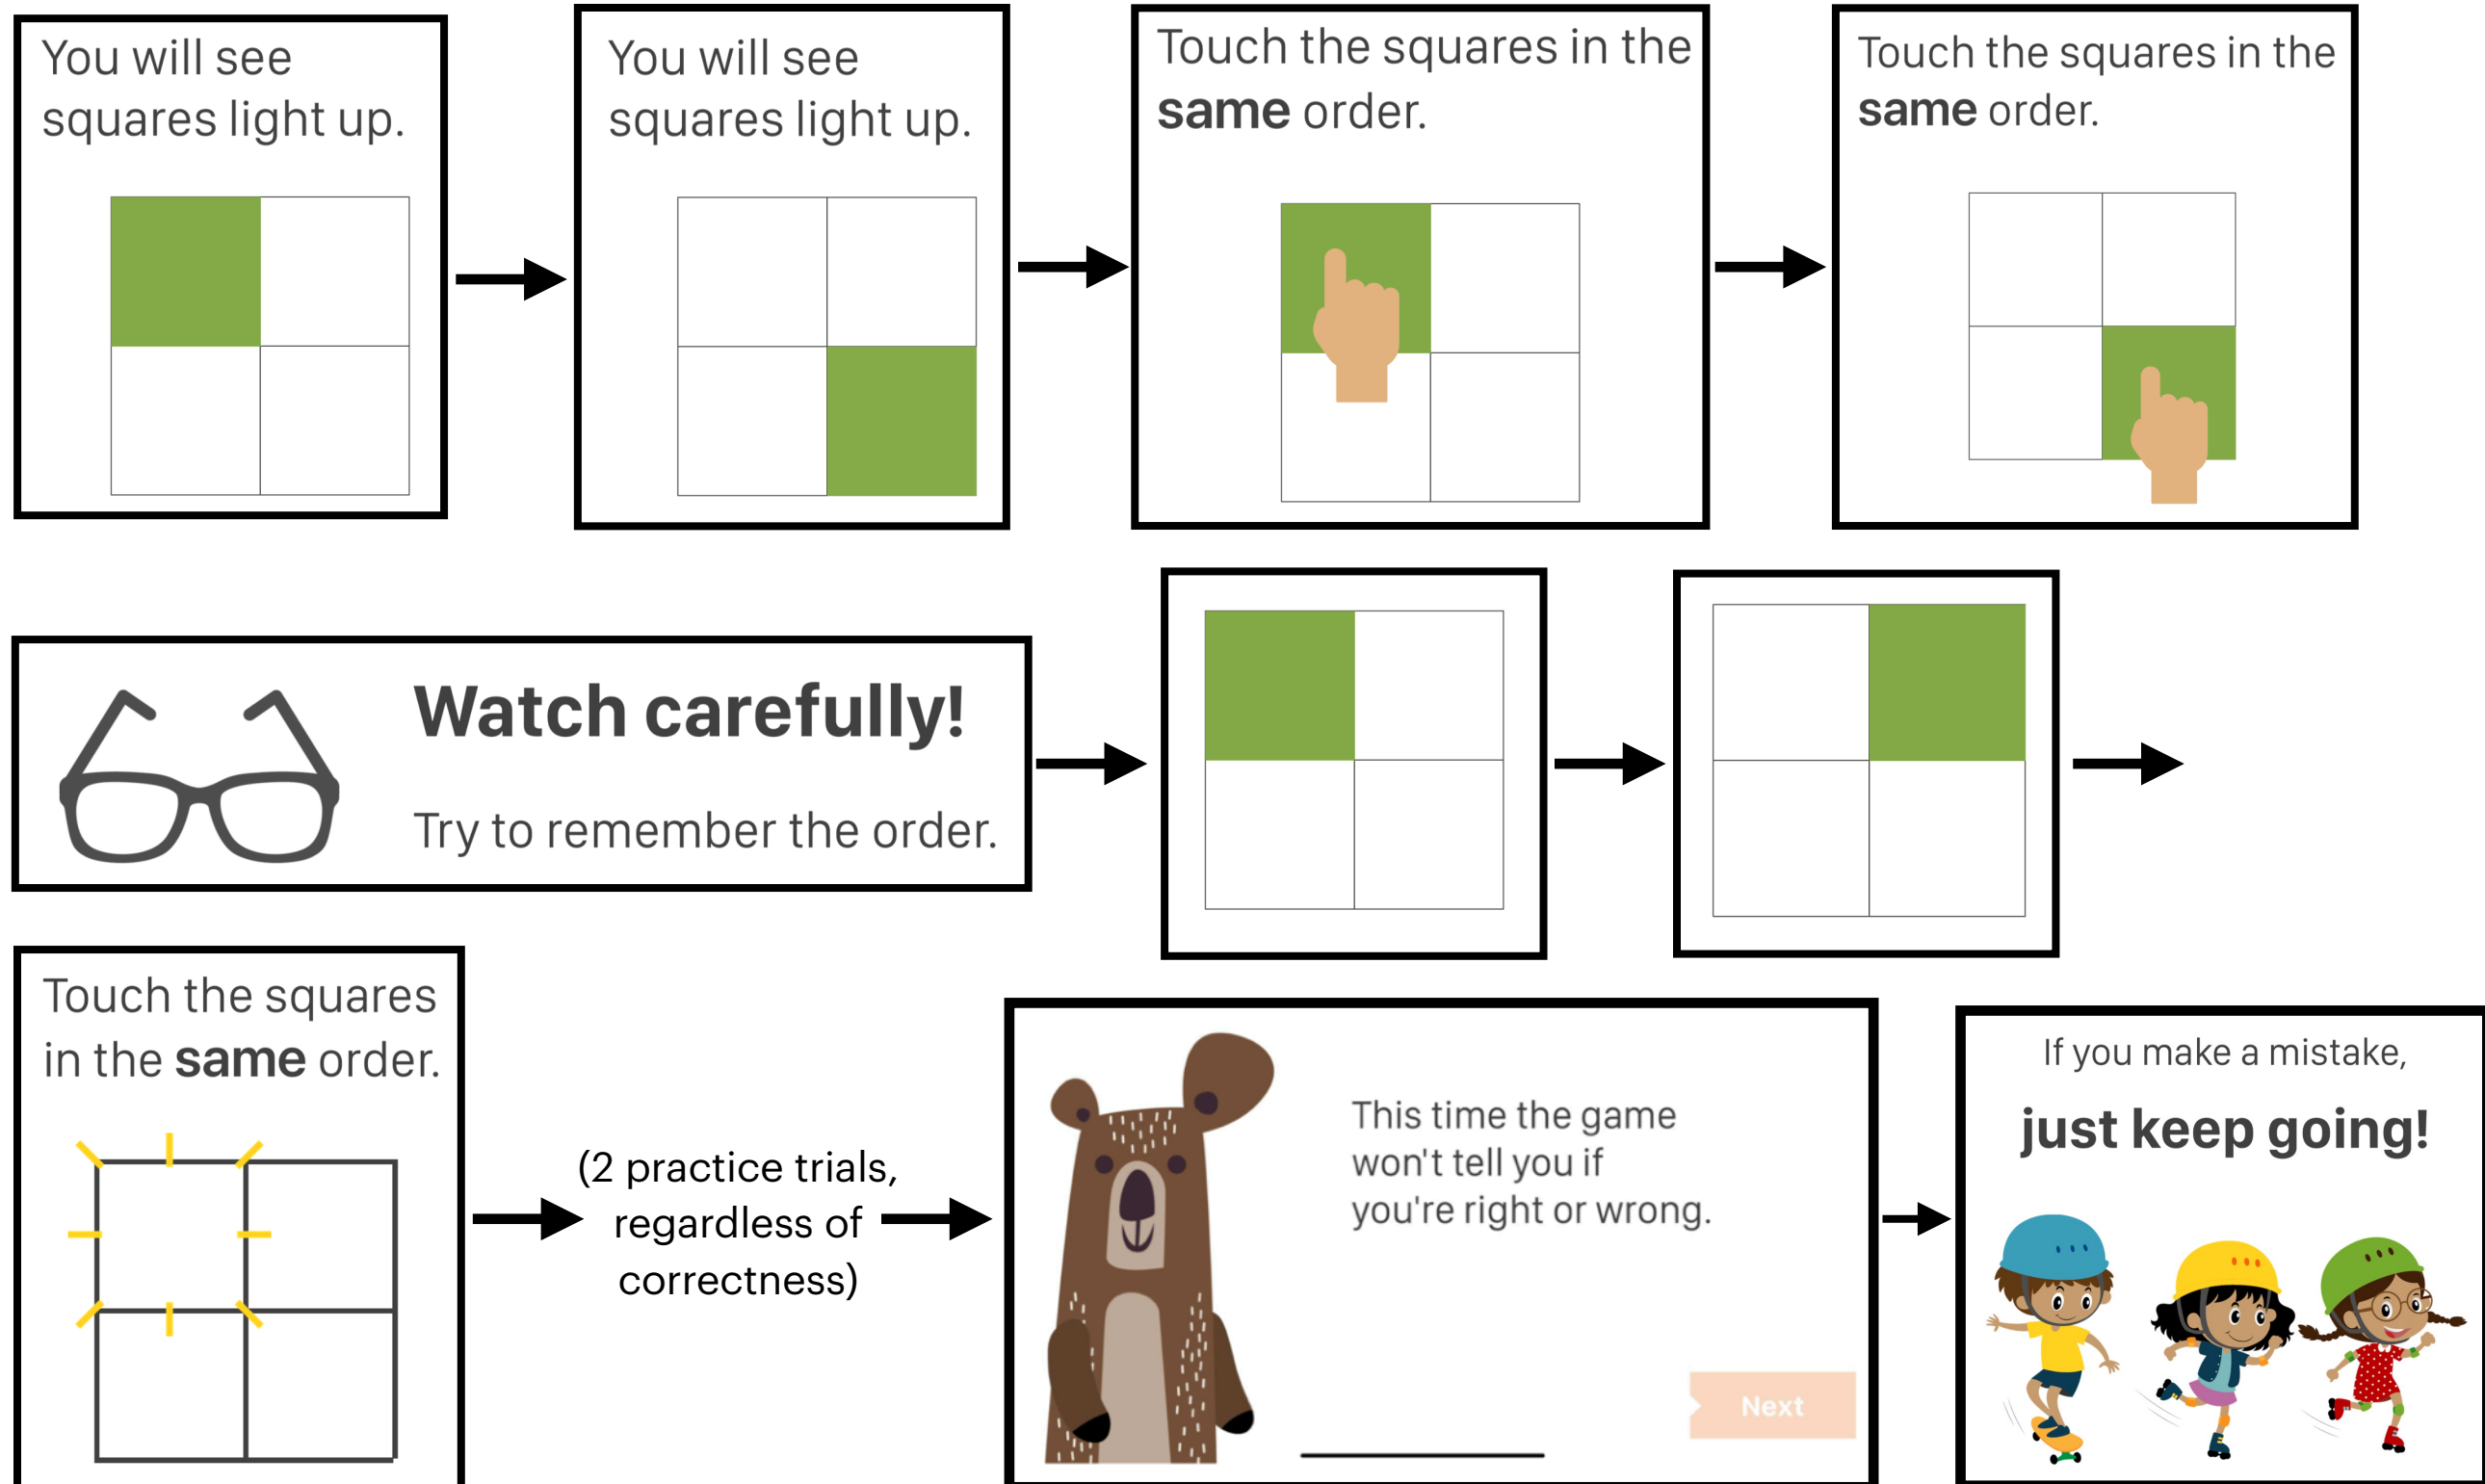 You will see
squares light up.
You will see
squares light up.
Touch the squares in the
same order.
Touch the squares in the
same order.
Watch carefully!
Try to remember the order.
Touch the squares
in the same order.
(2 practice trials,
regardless of
correctness)
This time the game
won't tell you if
you're right or wrong.
Next
If you make a mistake,
just keep going!